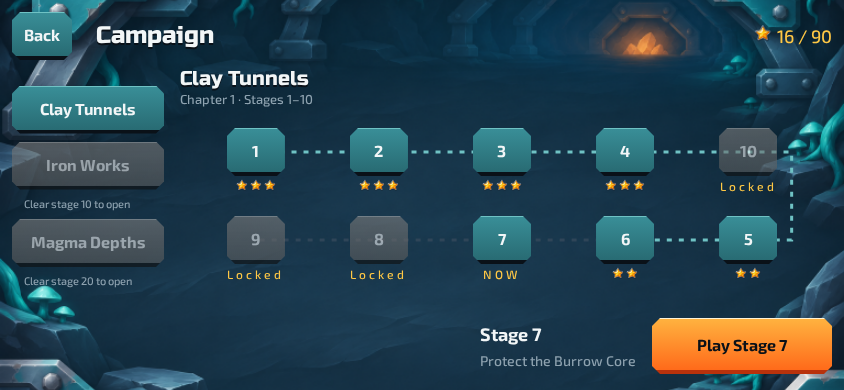 Back
Campaign
16 / 90
Clay Tunnels
Iron Works
Clear stage 10 to open
Magma Depths
Clear stage 20 to open
Clay Tunnels
Chapter 1 · Stages 1–10
1 2 3 4 10
Locked
9 8 7 6 5
Locked Locked NOW
Stage 7
Protect the Burrow Core
Play Stage 7